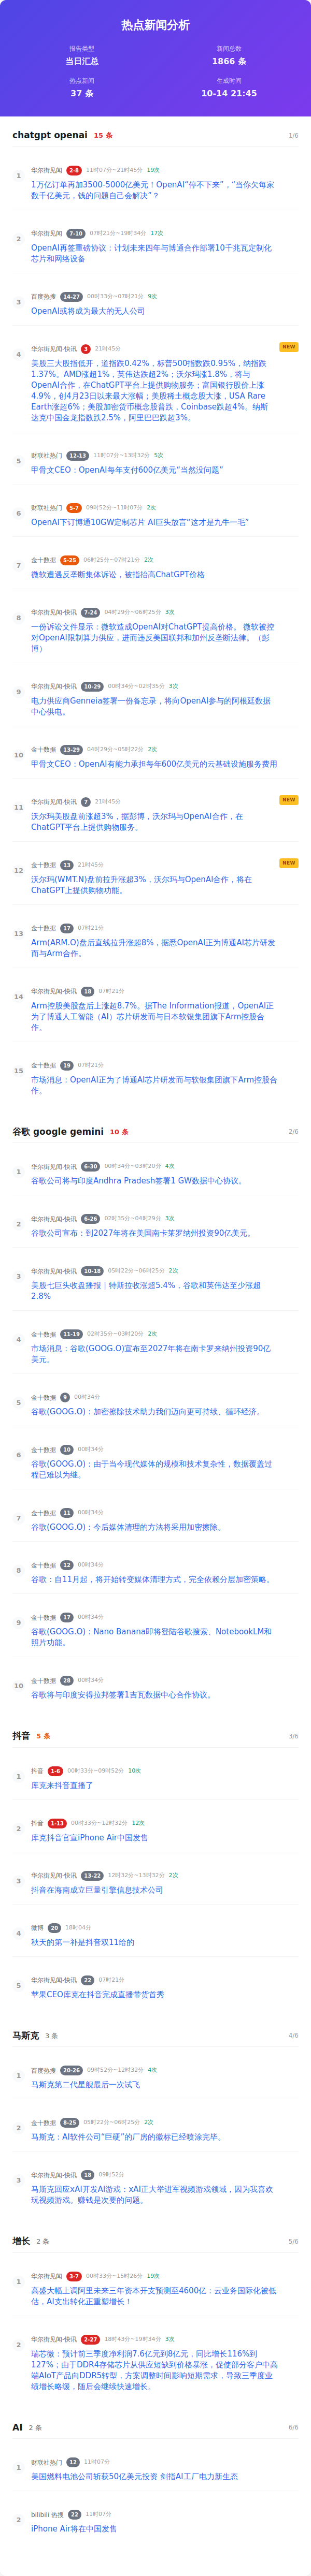 热点新闻分析
报告类型
当日汇总
新闻总数
1866 条
热点新闻
37 条
生成时间
10-14 21:45
chatgpt openai 15 条 1/6
1 华尔街见闻 2-8 11时07分~21时45分 19次
1万亿订单再加3500-5000亿美元！OpenAI“停不下来”，“当你欠每家
数千亿美元，钱的问题自己会解决”？
2 华尔街见闻 7-10 07时21分~19时34分 17次
OpenAI再签重磅协议：计划未来四年与博通合作部署10千兆瓦定制化
芯片和网络设备
3 百度热搜 14-27 00时33分~07时21分 9次
OpenAI或将成为最大的无人公司
4 华尔街见闻-快讯 3 21时45分 NEW
美股三大股指低开，道指跌0.42%，标普500指数跌0.95%，纳指跌
1.37%。AMD涨超1%，英伟达跌超2%；沃尔玛涨1.8%，将与
OpenAI合作，在ChatGPT平台上提供购物服务；富国银行股价上涨
4.9%，创4月23日以来最大涨幅；美股稀土概念股大涨，USA Rare
Earth涨超6%；美股加密货币概念股普跌，Coinbase跌超4%。纳斯
达克中国金龙指数跌2.5%，阿里巴巴跌超3%。
5 财联社热门 12-13 11时07分~13时32分 5次
甲骨文CEO：OpenAI每年支付600亿美元“当然没问题”
6 财联社热门 5-7 09时52分~11时07分 2次
OpenAI下订博通10GW定制芯片 AI巨头放言“这才是九牛一毛”
7 金十数据 5-25 06时25分~07时21分 2次
微软遭遇反垄断集体诉讼，被指抬高ChatGPT价格
8 华尔街见闻-快讯 7-24 04时29分~06时25分 3次
一份诉讼文件显示：微软造成OpenAI对ChatGPT提高价格。 微软被控
对OpenAI限制算力供应，进而违反美国联邦和加州反垄断法律。（彭
博）
9 华尔街见闻-快讯 10-29 00时34分~02时35分 3次
电力供应商Genneia签署一份备忘录，将向OpenAI参与的阿根廷数据
中心供电。
10 金十数据 13-29 04时29分~05时22分 2次
甲骨文CEO：OpenAI有能力承担每年600亿美元的云基础设施服务费用
11 华尔街见闻-快讯 7 21时45分 NEW
沃尔玛美股盘前涨超3%，据彭博，沃尔玛与OpenAI合作，在
ChatGPT平台上提供购物服务。
12 金十数据 13 21时45分 NEW
沃尔玛(WMT.N)盘前拉升涨超3%，沃尔玛与OpenAI合作，将在
ChatGPT上提供购物功能。
13 金十数据 17 07时21分
Arm(ARM.O)盘后直线拉升涨超8%，据悉OpenAI正为博通AI芯片研发
而与Arm合作。
14 华尔街见闻-快讯 18 07时21分
Arm控股美股盘后上涨超8.7%。据The Information报道，OpenAI正
为了博通人工智能（AI）芯片研发而与日本软银集团旗下Arm控股合
作。
15 金十数据 19 07时21分
市场消息：OpenAI正为了博通AI芯片研发而与软银集团旗下Arm控股合
作。
谷歌 google gemini 10 条 2/6
1 华尔街见闻-快讯 6-30 00时34分~03时20分 4次
谷歌公司将与印度Andhra Pradesh签署1 GW数据中心协议。
2 华尔街见闻-快讯 6-26 02时35分~04时29分 3次
谷歌公司宣布：到2027年将在美国南卡莱罗纳州投资90亿美元。
3 华尔街见闻-快讯 10-18 05时22分~06时25分 2次
美股七巨头收盘播报｜特斯拉收涨超5.4%，谷歌和英伟达至少涨超
2.8%
4 金十数据 11-19 02时35分~03时20分 2次
市场消息：谷歌(GOOG.O)宣布至2027年将在南卡罗来纳州投资90亿
美元。
5 金十数据 9 00时34分
谷歌(GOOG.O)：加密擦除技术助力我们迈向更可持续、循环经济。
6 金十数据 10 00时34分
谷歌(GOOG.O)：由于当今现代媒体的规模和技术复杂性，数据覆盖过
程已难以为继。
7 金十数据 11 00时34分
谷歌(GOOG.O)：今后媒体清理的方法将采用加密擦除。
8 金十数据 12 00时34分
谷歌：自11月起，将开始转变媒体清理方式，完全依赖分层加密策略。
9 金十数据 17 00时34分
谷歌(GOOG.O)：Nano Banana即将登陆谷歌搜索、NotebookLM和
照片功能。
10 金十数据 28 00时34分
谷歌将与印度安得拉邦签署1吉瓦数据中心合作协议。
抖音 5 条 3/6
1 抖音 1-6 00时33分~09时52分 10次
库克来抖音直播了
2 抖音 1-13 00时33分~12时32分 12次
库克抖音官宣iPhone Air中国发售
3 华尔街见闻-快讯 13-22 12时32分~13时32分 2次
抖音在海南成立巨量引擎信息技术公司
4 微博 20 18时04分
秋天的第一补是抖音双11给的
5 华尔街见闻-快讯 22 07时21分
苹果CEO库克在抖音完成直播带货首秀
马斯克 3 条 4/6
1 百度热搜 20-26 09时52分~12时32分 4次
马斯克第二代星舰最后一次试飞
2 金十数据 8-25 05时22分~06时25分 2次
马斯克：AI软件公司“巨硬”的厂房的徽标已经喷涂完毕。
3 华尔街见闻-快讯 18 09时52分
马斯克回应xAI开发AI游戏：xAI正大举进军视频游戏领域，因为我喜欢
玩视频游戏。赚钱是次要的问题。
增长 2 条 5/6
1 华尔街见闻 3-7 00时33分~15时26分 19次
高盛大幅上调阿里未来三年资本开支预测至4600亿：云业务国际化被低
估，AI支出转化正重塑增长！
2 华尔街见闻-快讯 2-27 18时43分~19时34分 3次
瑞芯微：预计前三季度净利润7.6亿元到8亿元，同比增长116%到
127%；由于DDR4存储芯片从供应短缺到价格暴涨，促使部分客户中高
端AIoT产品向DDR5转型，方案调整时间影响短期需求，导致三季度业
绩增长略缓，随后会继续快速增长。
AI 2 条 6/6
1 财联社热门 12 11时07分
美国燃料电池公司斩获50亿美元投资 剑指AI工厂电力新生态
2 bilibili 热搜 22 11时07分
iPhone Air将在中国发售